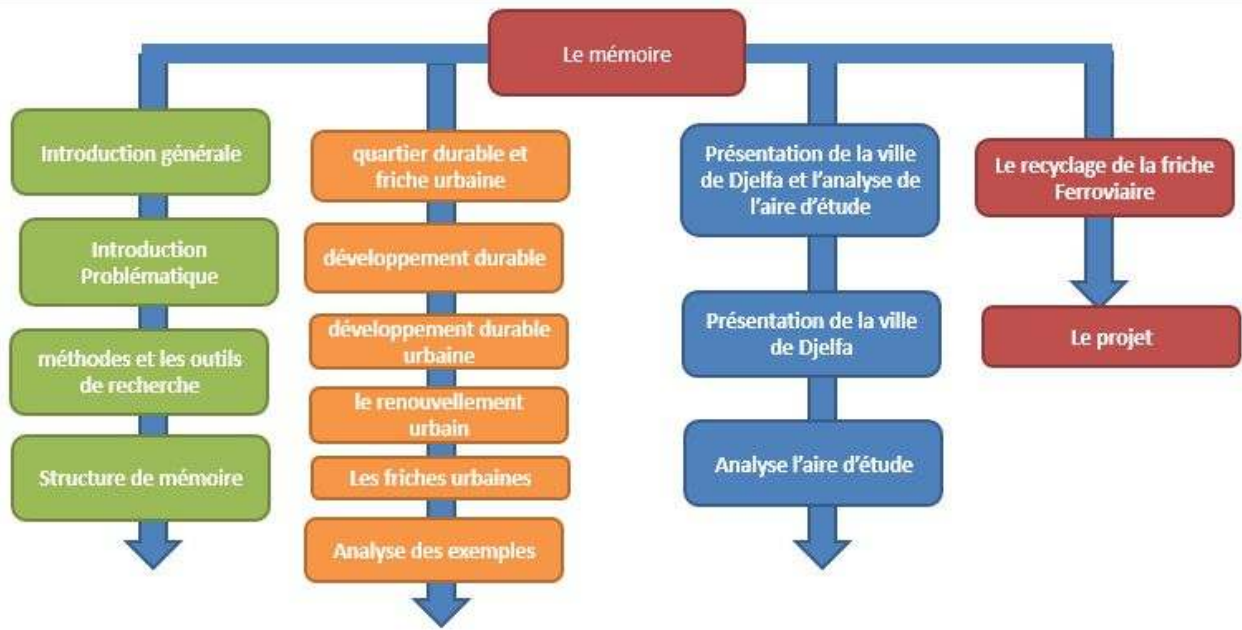 Le mémoire
Introduction générale
Introduction
Problématique
méthodes et les outils
de recherche
Structure de mémoire
quartier durable et
friche urbaine
développement durable
développement durable
urbaine
le renouvellement
urbain
Les friches urbaines
Analyse des exemples
Présentation de la ville
de Djelfa et l'analyse de
l'aire d'étude
Présentation de la ville
de Djelfa
Analyse l'aire d'étude
Le recyclage de la friche
Ferroviaire
Le projet